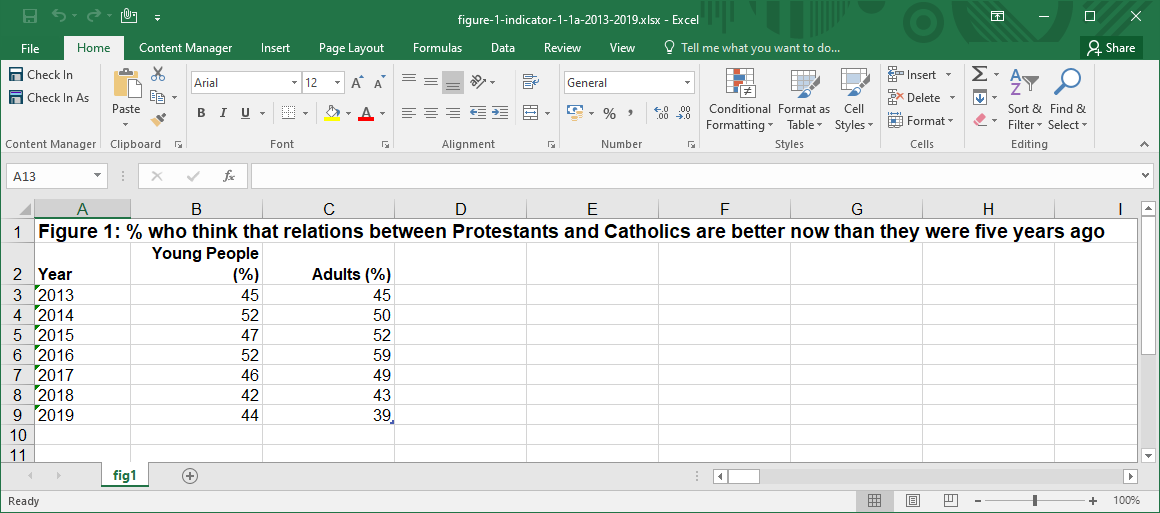 figure-1-indicator-1-1a-2013-2019.xlsx - Excel
File Home Content Manager Insert Page Layout Formulas Data Review View Tell me what you want to do... Share
Check In
Check In As
Content Manager
Paste
Clipboard
Arial 12 A A
B I U A
Font
Alignment
General
% , .00 .0
Number
Conditional Formatting
Format as Table
Cell Styles
Styles
Insert
Delete
Format
Cells
Sort & Filter
Find & Select
Editing
A13 fx
A B C D E F G H I
1 Figure 1: % who think that relations between Protestants and Catholics are better now than they were five years ago
2 Year Young People (%) Adults (%)
3 2013 45 45
4 2014 52 50
5 2015 47 52
6 2016 52 59
7 2017 46 49
8 2018 42 43
9 2019 44 39
10
11
fig1
Ready 100%